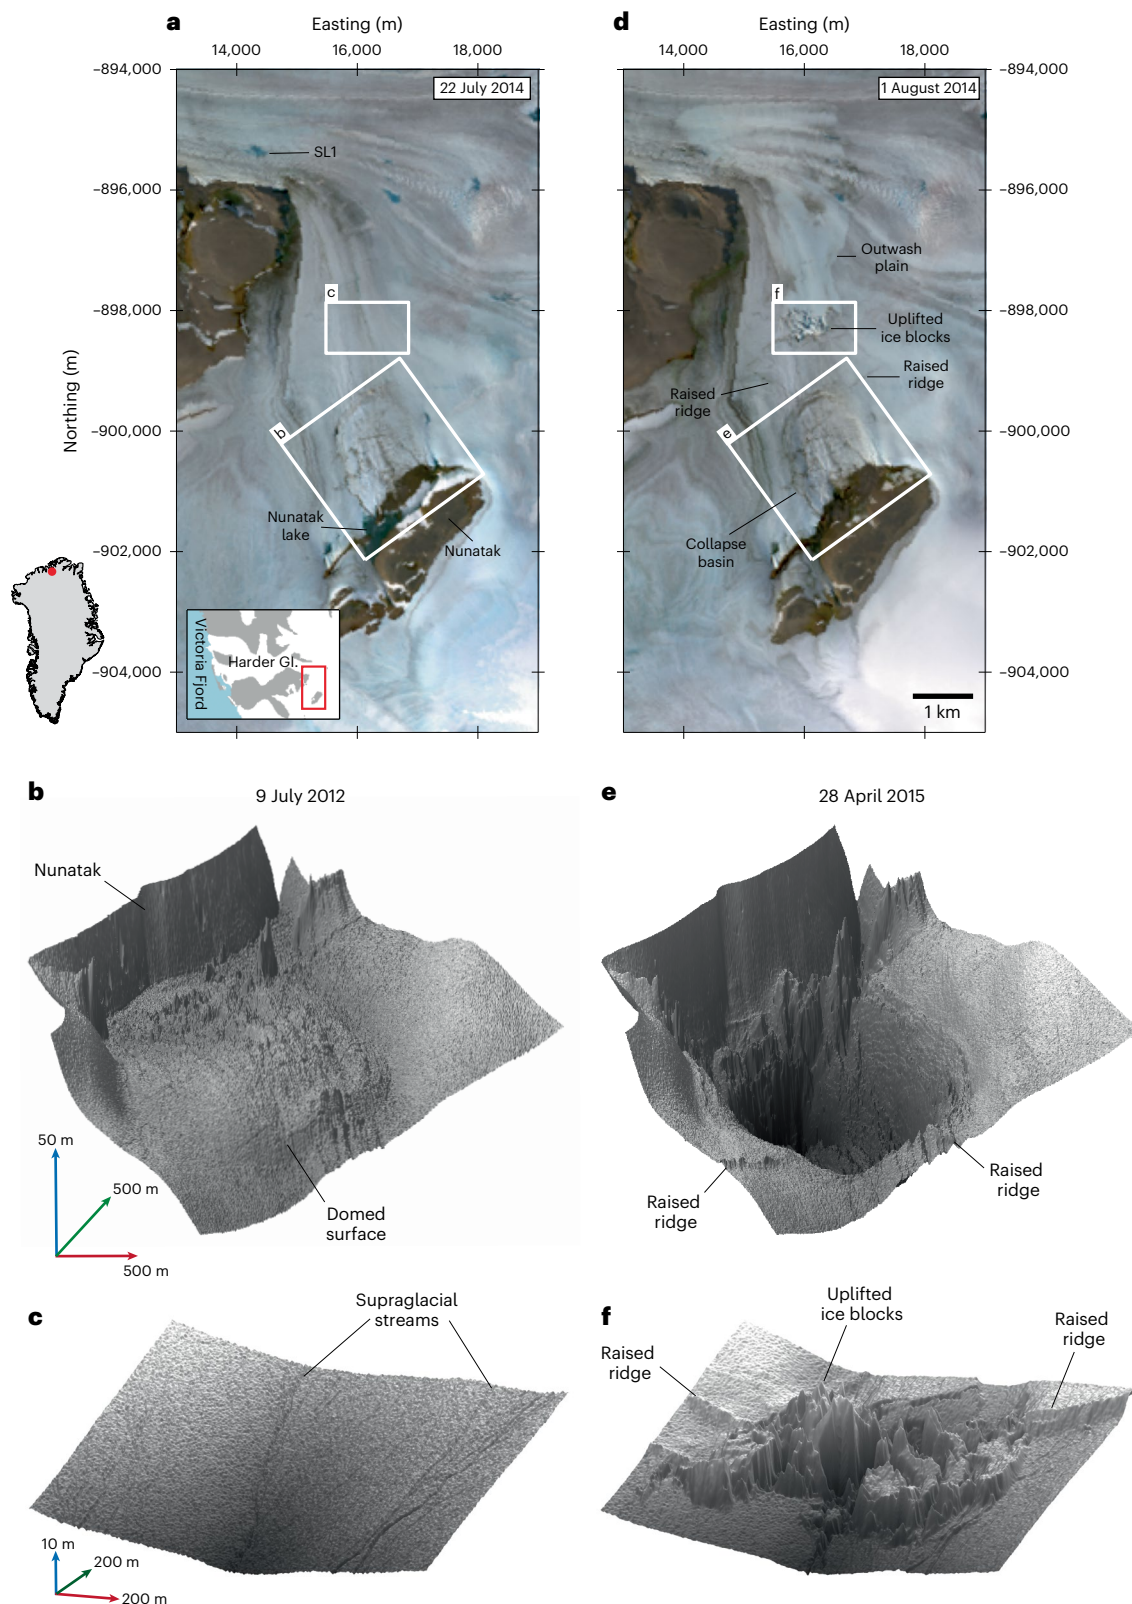 a
Easting (m)
14,000 16,000 18,000
d
Easting (m)
14,000 16,000 18,000
Northing (m)
–894,000
–896,000
–898,000
–900,000
–902,000
–904,000
22 July 2014
SL1
c
b
Nunatak
lake
Nunatak
Victoria Fjord
Harder Gl.
1 August 2014
–894,000
–896,000
–898,000
–900,000
–902,000
–904,000
Outwash
plain
f
Uplifted
ice blocks
Raised
ridge
Raised
ridge
e
Collapse
basin
1 km
b
9 July 2012
Nunatak
Domed
surface
50 m
500 m
500 m
e
28 April 2015
Raised
ridge
Raised
ridge
c
Supraglacial
streams
10 m
200 m
200 m
f
Uplifted
ice blocks
Raised
ridge
Raised
ridge